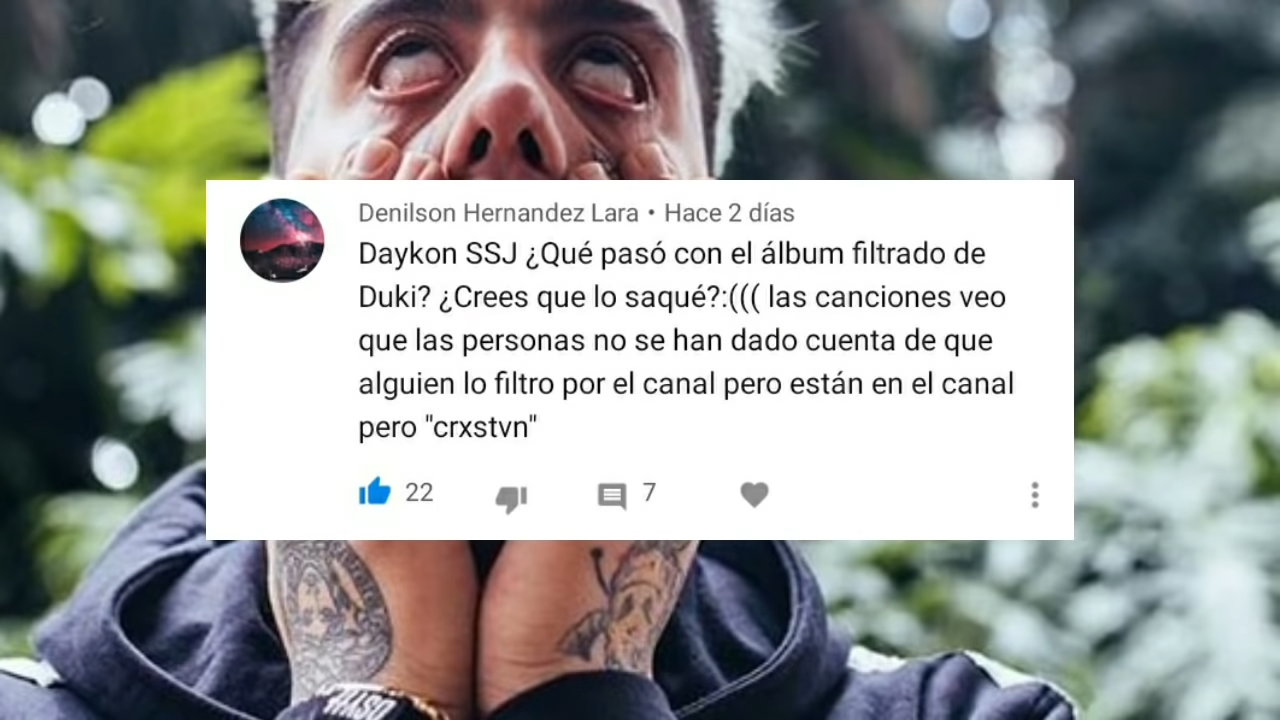 Denilson Hernandez Lara • Hace 2 días
Daykon SSJ ¿Qué pasó con el álbum filtrado de
Duki? ¿Crees que lo saqué?:((( las canciones veo
que las personas no se han dado cuenta de que
alguien lo filtro por el canal pero están en el canal
pero "crxstvn"
22
7